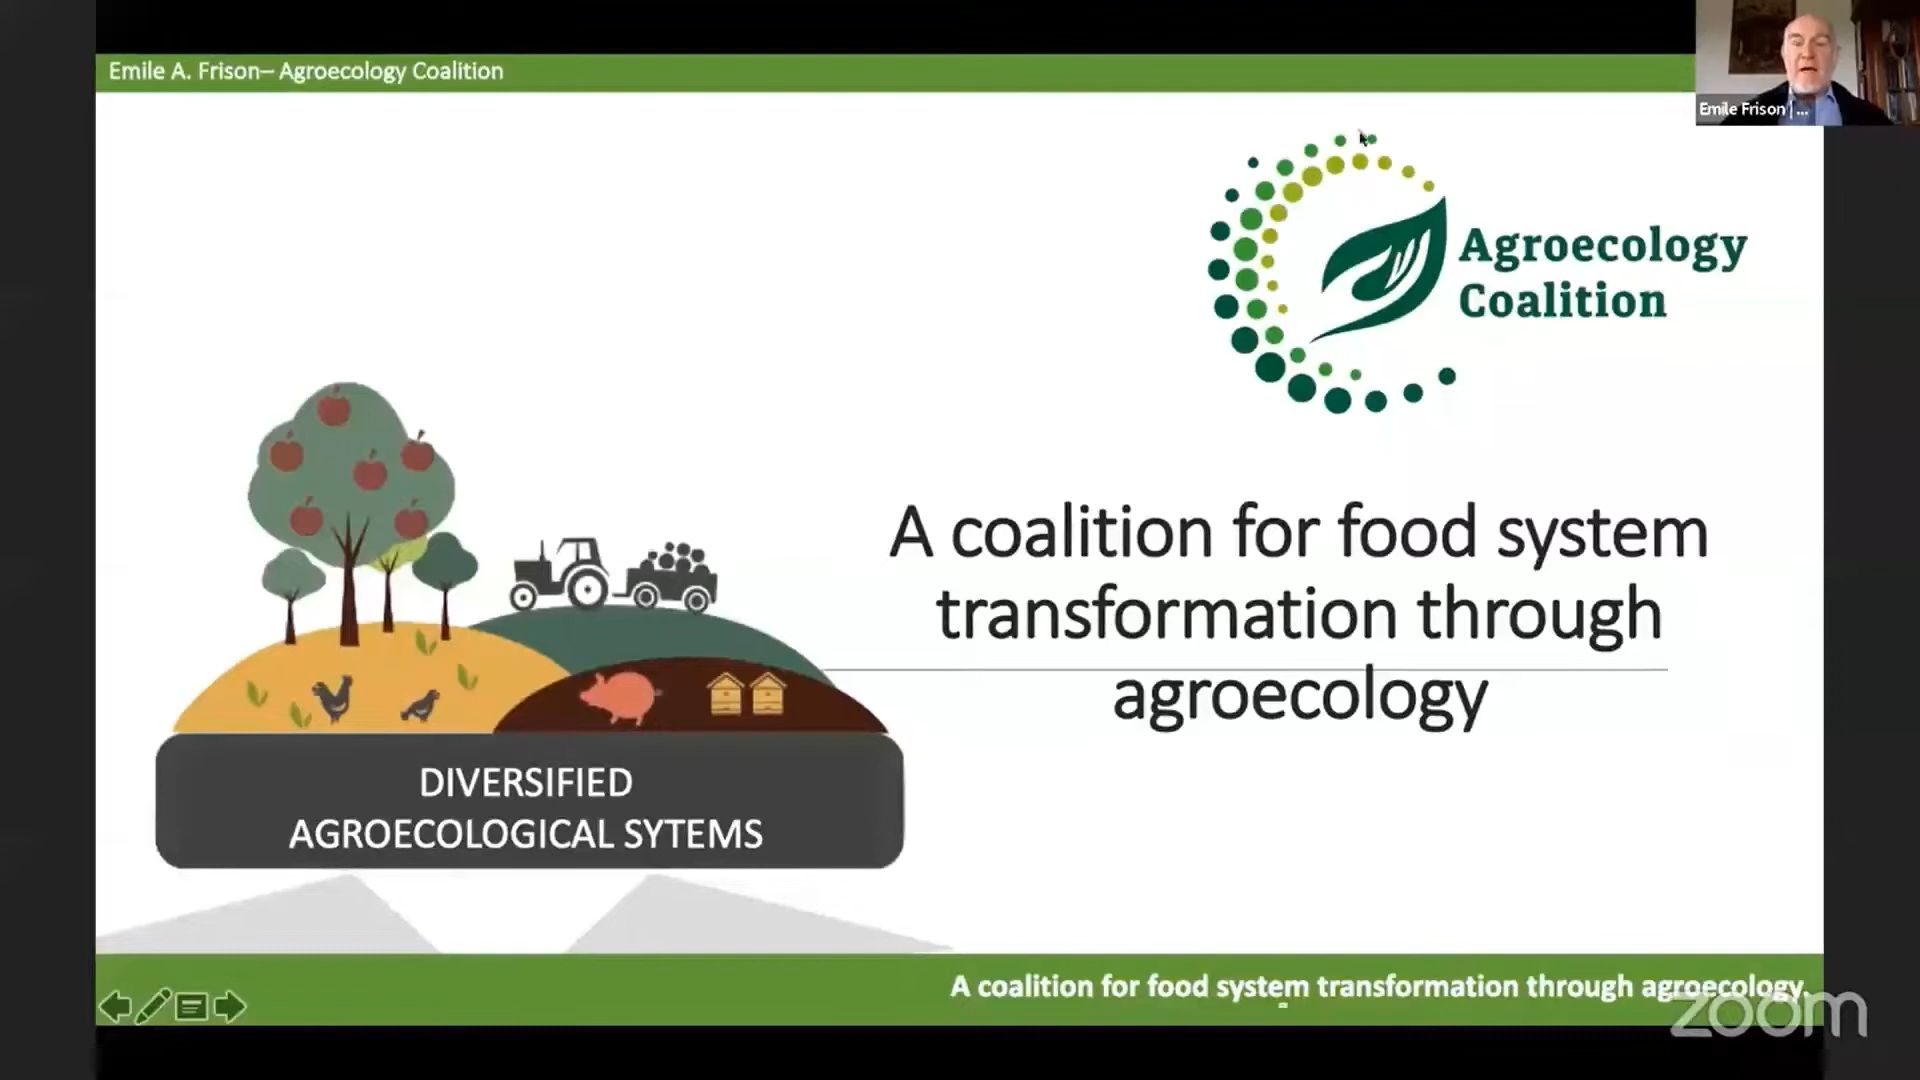 Emile A. Frison– Agroecology Coalition
Emile Frison | ...
Agroecology
Coalition
A coalition for food system
transformation through
agroecology
DIVERSIFIED
AGROECOLOGICAL SYTEMS
A coalition for food system transformation through agroecology.
zoom